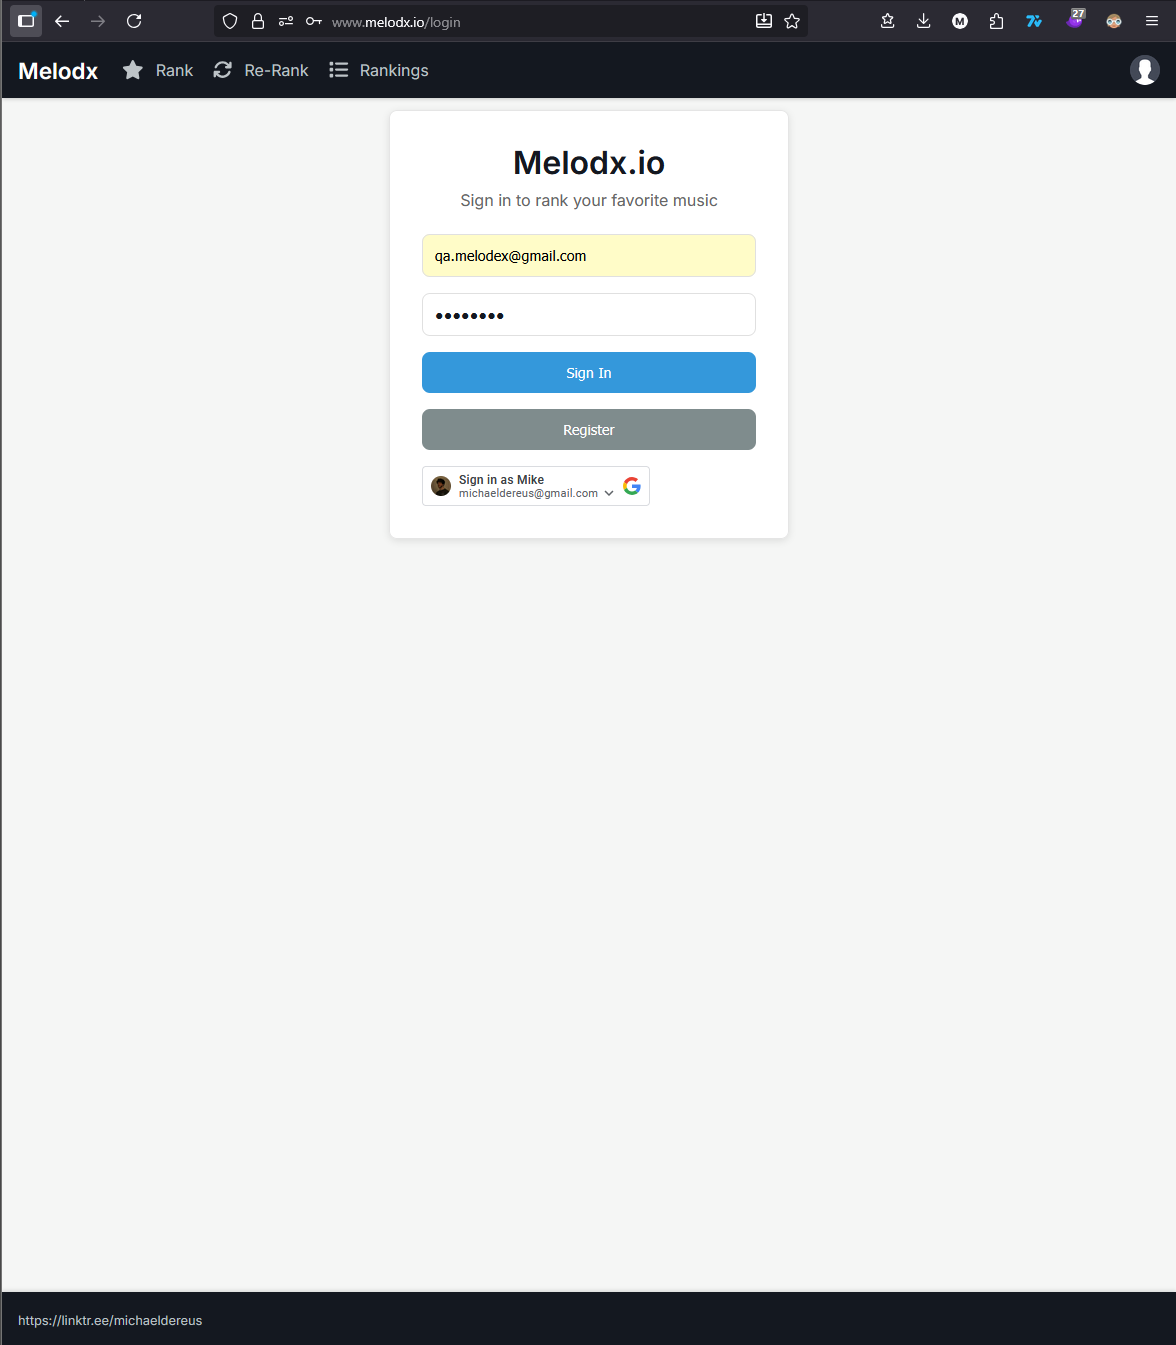 www.melodx.io/login
27
Melodx Rank Re-Rank Rankings
Melodx.io
Sign in to rank your favorite music
qa.melodex@gmail.com
Sign In
Register
Sign in as Mike
michaeldereus@gmail.com
https://linktr.ee/michaeldereus